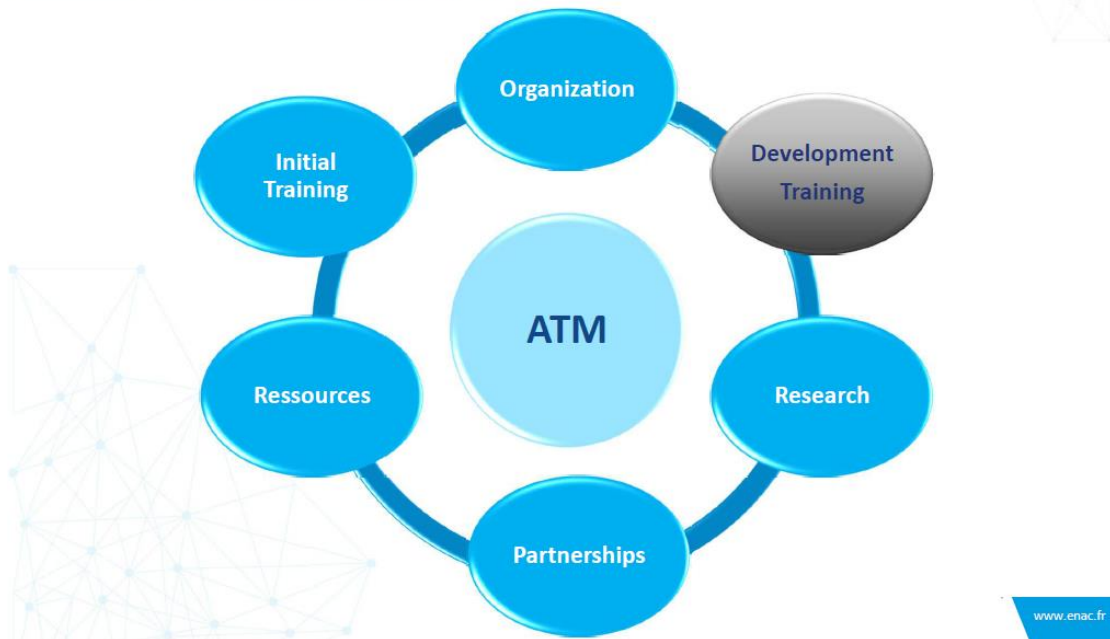 Organization
Development
Training
Initial
Training
ATM
Ressources
Research
Partnerships
www.enac.fr